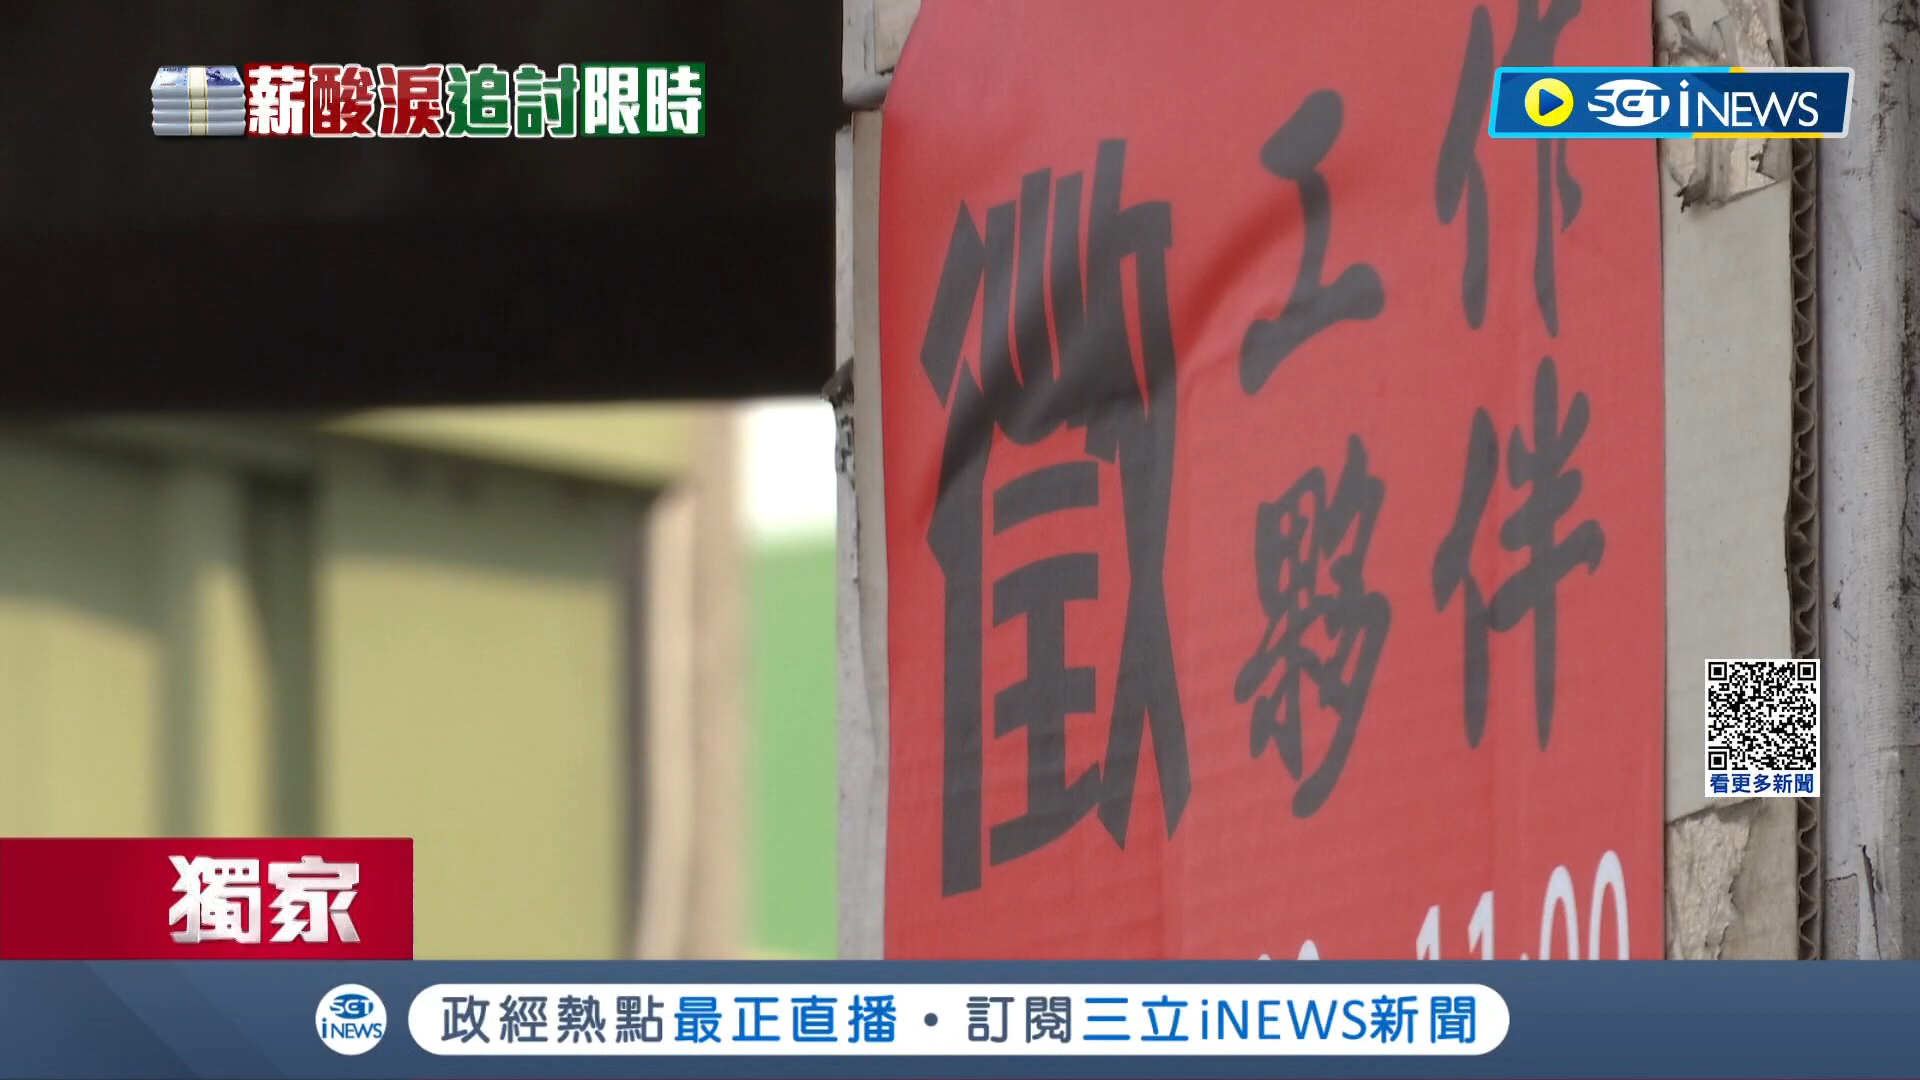 薪酸淚追討限時
SET iNEWS
徵
工作
夥伴
11:00
看更多新聞
獨家
SET iNEWS
政經熱點最正直播・訂閱三立iNEWS新聞